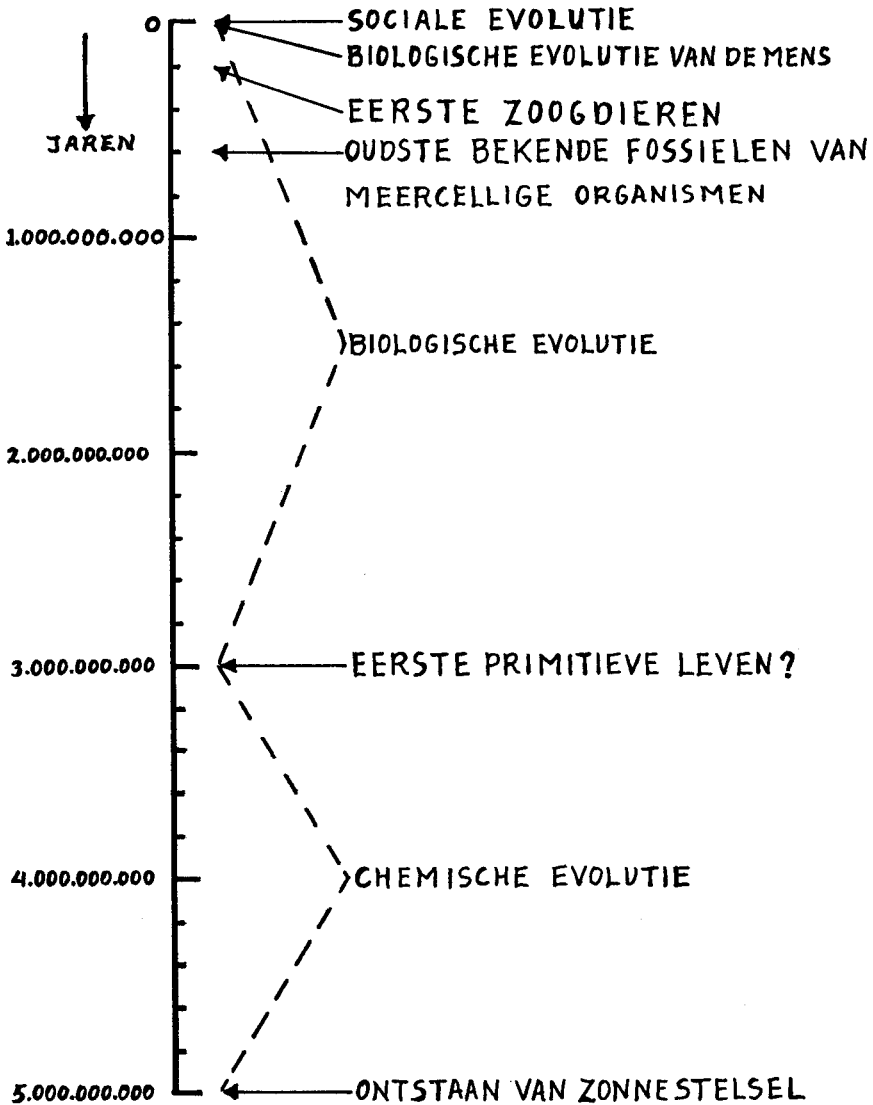 0
SOCIALE EVOLUTIE
BIOLOGISCHE EVOLUTIE VAN DE MENS
EERSTE ZOOGDIEREN
JAREN
OUDSTE BEKENDE FOSSIELEN VAN
MEERCELLIGE ORGANISMEN
1.000.000.000
BIOLOGISCHE EVOLUTIE
2.000.000.000
3.000.000.000
EERSTE PRIMITIEVE LEVEN?
4.000.000.000
CHEMISCHE EVOLUTIE
5.000.000.000
ONTSTAAN VAN ZONNESTELSEL